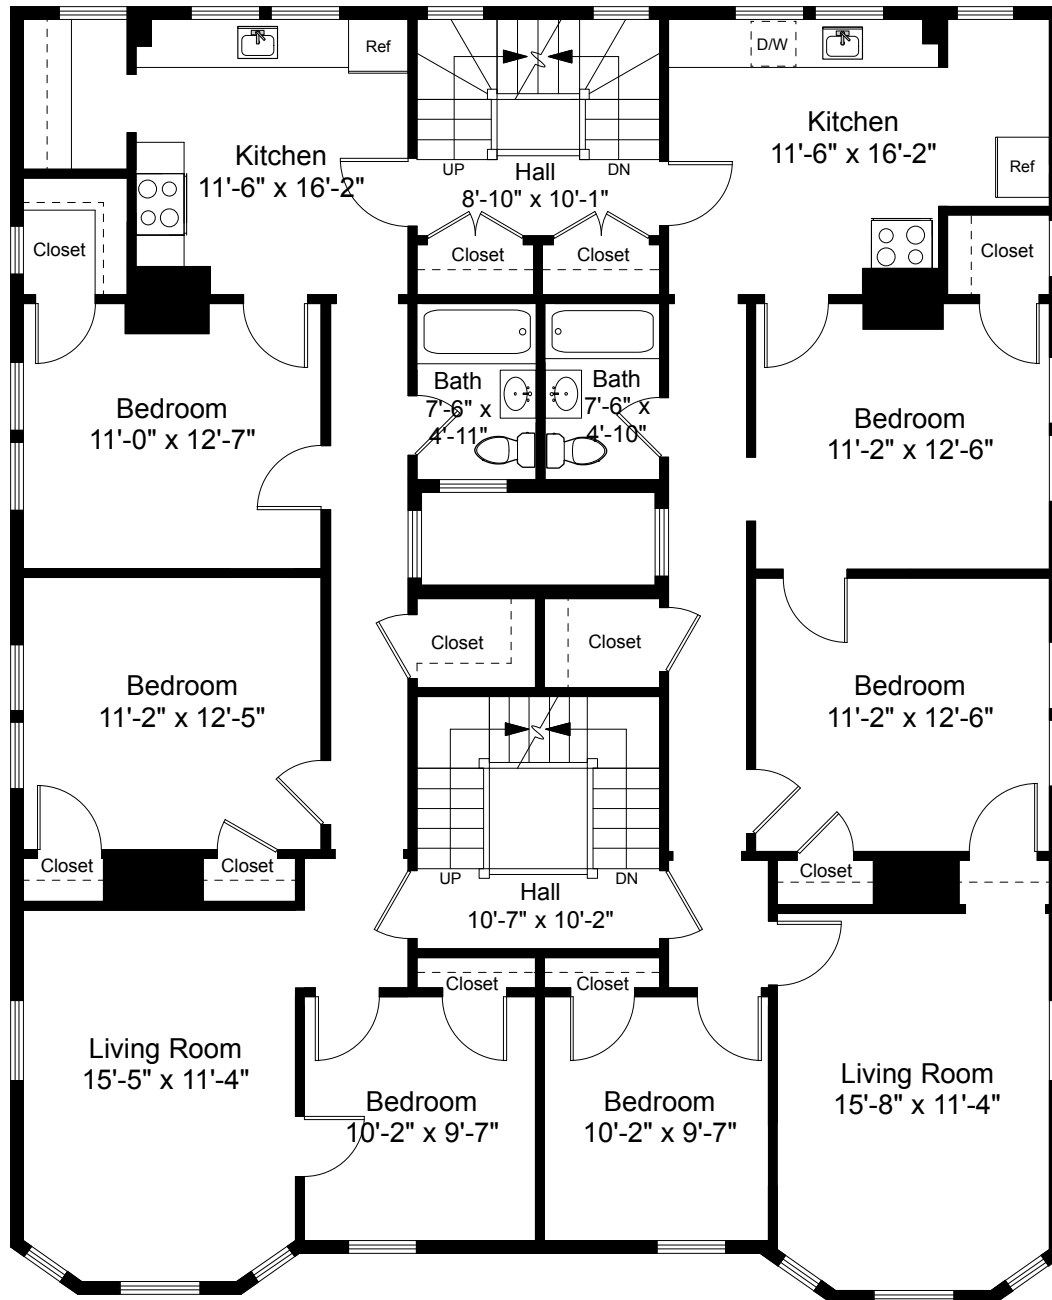 Ref
D/W
Kitchen
11'-6" x 16'-2"
Kitchen
11'-6" x 16'-2"
Ref
UP
Hall
8'-10" x 10'-1"
DN
Closet
Closet
Closet
Closet
Bedroom
11'-0" x 12'-7"
Bath
7'-6" x
4'-11"
Bath
7'-6" x
4'-10"
Bedroom
11'-2" x 12'-6"
Closet
Closet
Bedroom
11'-2" x 12'-5"
Bedroom
11'-2" x 12'-6"
Closet
Closet
UP
Hall
10'-7" x 10'-2"
DN
Closet
Closet
Closet
Living Room
15'-5" x 11'-4"
Bedroom
10'-2" x 9'-7"
Bedroom
10'-2" x 9'-7"
Living Room
15'-8" x 11'-4"